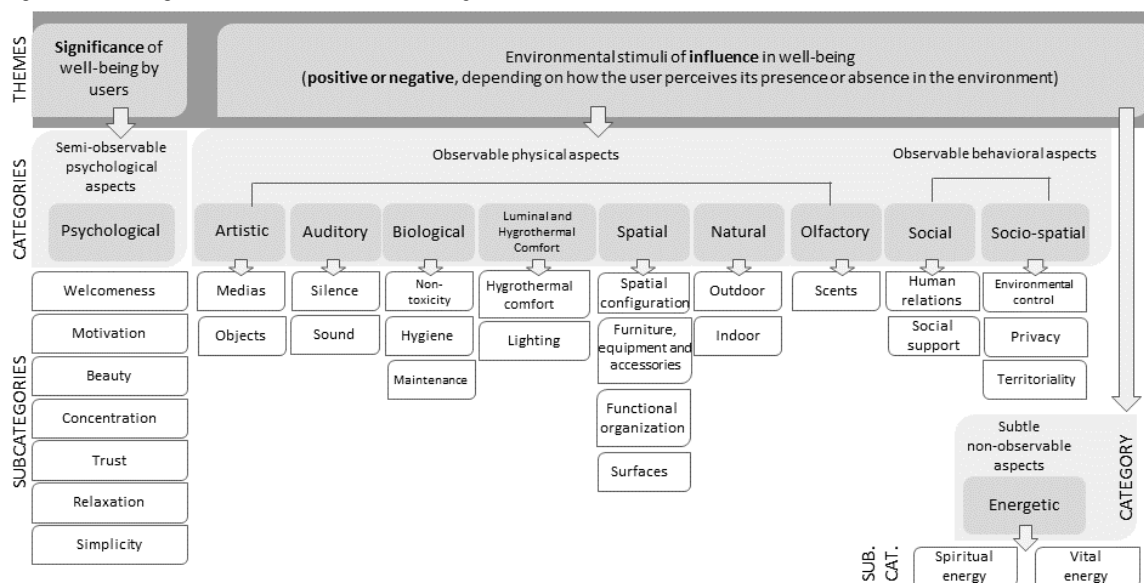 THEMES
Significance of
well-being by
users
Environmental stimuli of influence in well-being
(positive or negative, depending on how the user perceives its presence or absence in the environment)
CATEGORIES
Semi-observable
psychological
aspects
Observable physical aspects
Observable behavioral aspects
Psychological
Artistic
Auditory
Biological
Luminal and
Hygrothermal
Comfort
Spatial
Natural
Olfactory
Social
Socio-spatial
SUBCATEGORIES
Welcomeness
Motivation
Beauty
Concentration
Trust
Relaxation
Simplicity
Medias
Objects
Silence
Sound
Non-
toxicity
Hygiene
Maintenance
Hygrothermal
comfort
Lighting
Spatial
configuration
Furniture,
equipment and
accessories
Functional
organization
Surfaces
Outdoor
Indoor
Scents
Human
relations
Social
support
Environmental
control
Privacy
Territoriality
CATEGORY
Subtle
non-observable
aspects
Energetic
SUB.
CAT.
Spiritual
energy
Vital
energy